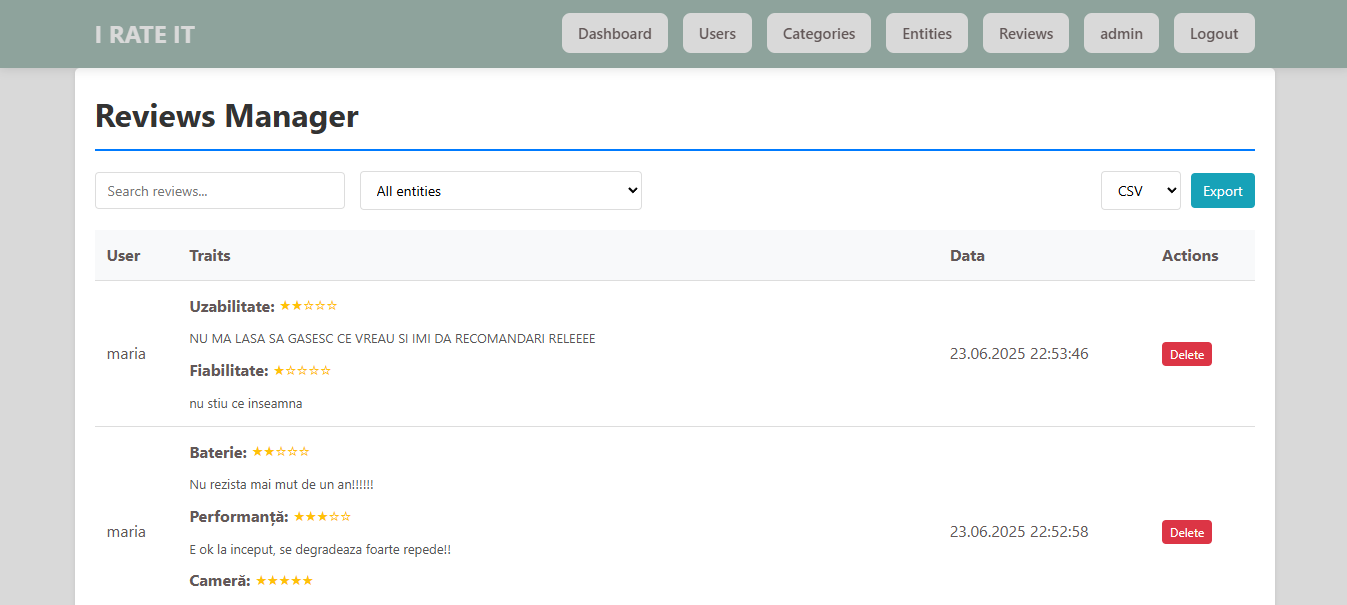 I RATE IT Dashboard Users Categories Entities Reviews admin Logout
Reviews Manager
Search reviews... All entities CSV Export
User Traits Data Actions
Uzabilitate: ★★☆☆☆
NU MA LASA SA GASESC CE VREAU SI IMI DA RECOMANDARI RELEEEE
maria 23.06.2025 22:53:46 Delete
Fiabilitate: ★☆☆☆☆
nu stiu ce inseamna
Baterie: ★★☆☆☆
Nu rezista mai mut de un an!!!!!!
Performanță: ★★★☆☆
maria 23.06.2025 22:52:58 Delete
E ok la inceput, se degradeaza foarte repede!!
Cameră: ★★★★★